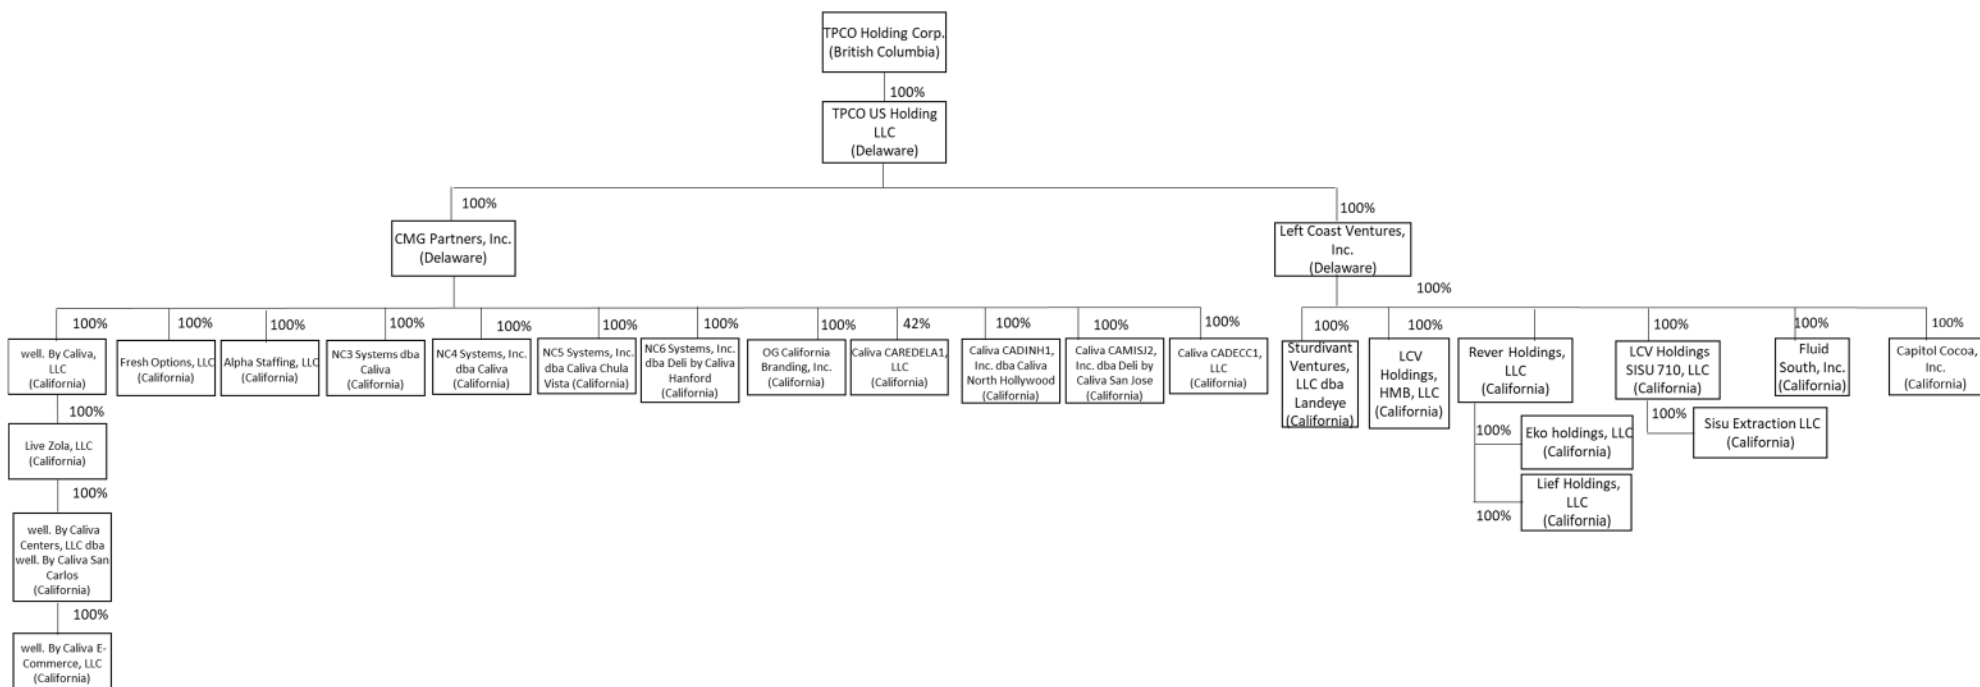 TPCO Holding Corp.
(British Columbia)
100%
TPCO US Holding
LLC
(Delaware)
100%
CMG Partners, Inc.
(Delaware)
100%
Left Coast Ventures,
Inc.
(Delaware)
100%
100%
well. By Caliva,
LLC
(California)
100%
Fresh Options, LLC
(California)
100%
Alpha Staffing, LLC
(California)
100%
NC3 Systems dba
Caliva
(California)
100%
NC4 Systems, Inc.
dba Caliva
(California)
100%
NC5 Systems, Inc.
dba Caliva Chula
Vista (California)
100%
NC6 Systems, Inc.
dba Deli by Caliva
Hanford
(California)
100%
OG California
Branding, Inc.
(California)
42%
Caliva CAREDELA1,
LLC
(California)
100%
Caliva CADINH1,
Inc. dba Caliva
North Hollywood
(California)
100%
Caliva CAMISJ2,
Inc. dba Deli by
Caliva San Jose
(California)
100%
Caliva CADECC1,
LLC
(California)
100%
Sturdivant
Ventures,
LLC dba
Landeye
(California)
100%
LCV
Holdings,
HMB, LLC
(California)
Rever Holdings,
LLC
(California)
100%
LCV Holdings
SISU 710, LLC
(California)
100%
Fluid
South, Inc.
(California)
100%
Capitol Cocoa,
Inc.
(California)
100%
Live Zola, LLC
(California)
100%
well. By Caliva
Centers, LLC dba
well. By Caliva San
Carlos
(California)
100%
well. By Caliva E-
Commerce, LLC
(California)
100%
Eko holdings, LLC
(California)
100%
Lief Holdings,
LLC
(California)
100%
Sisu Extraction LLC
(California)